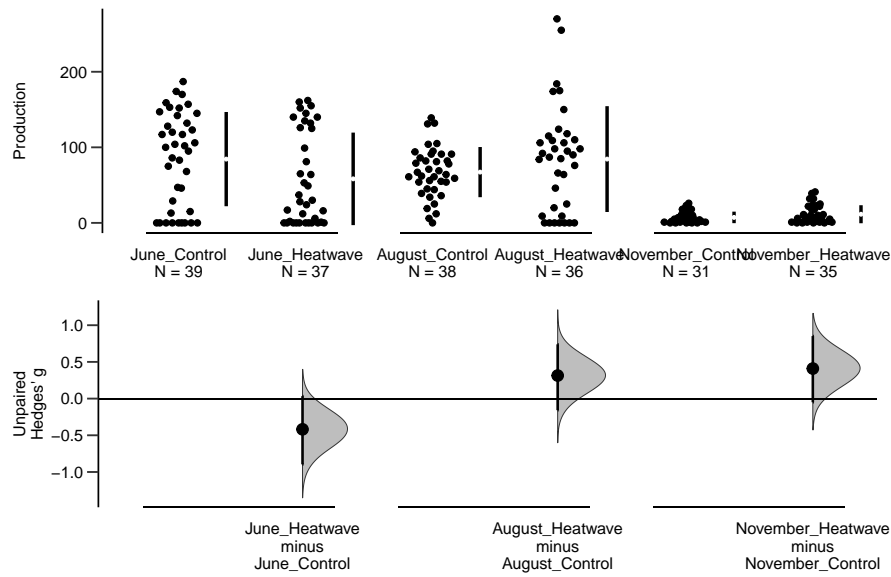 Production
200
100
0
June_Control
N = 39
June_Heatwave
N = 37
August_Control
N = 38
August_Heatwave
N = 36
November_Control
N = 31
November_Heatwave
N = 35
Unpaired
Hedges' g
1.0
0.5
0.0
−0.5
−1.0
June_Heatwave
minus
June_Control
August_Heatwave
minus
August_Control
November_Heatwave
minus
November_Control